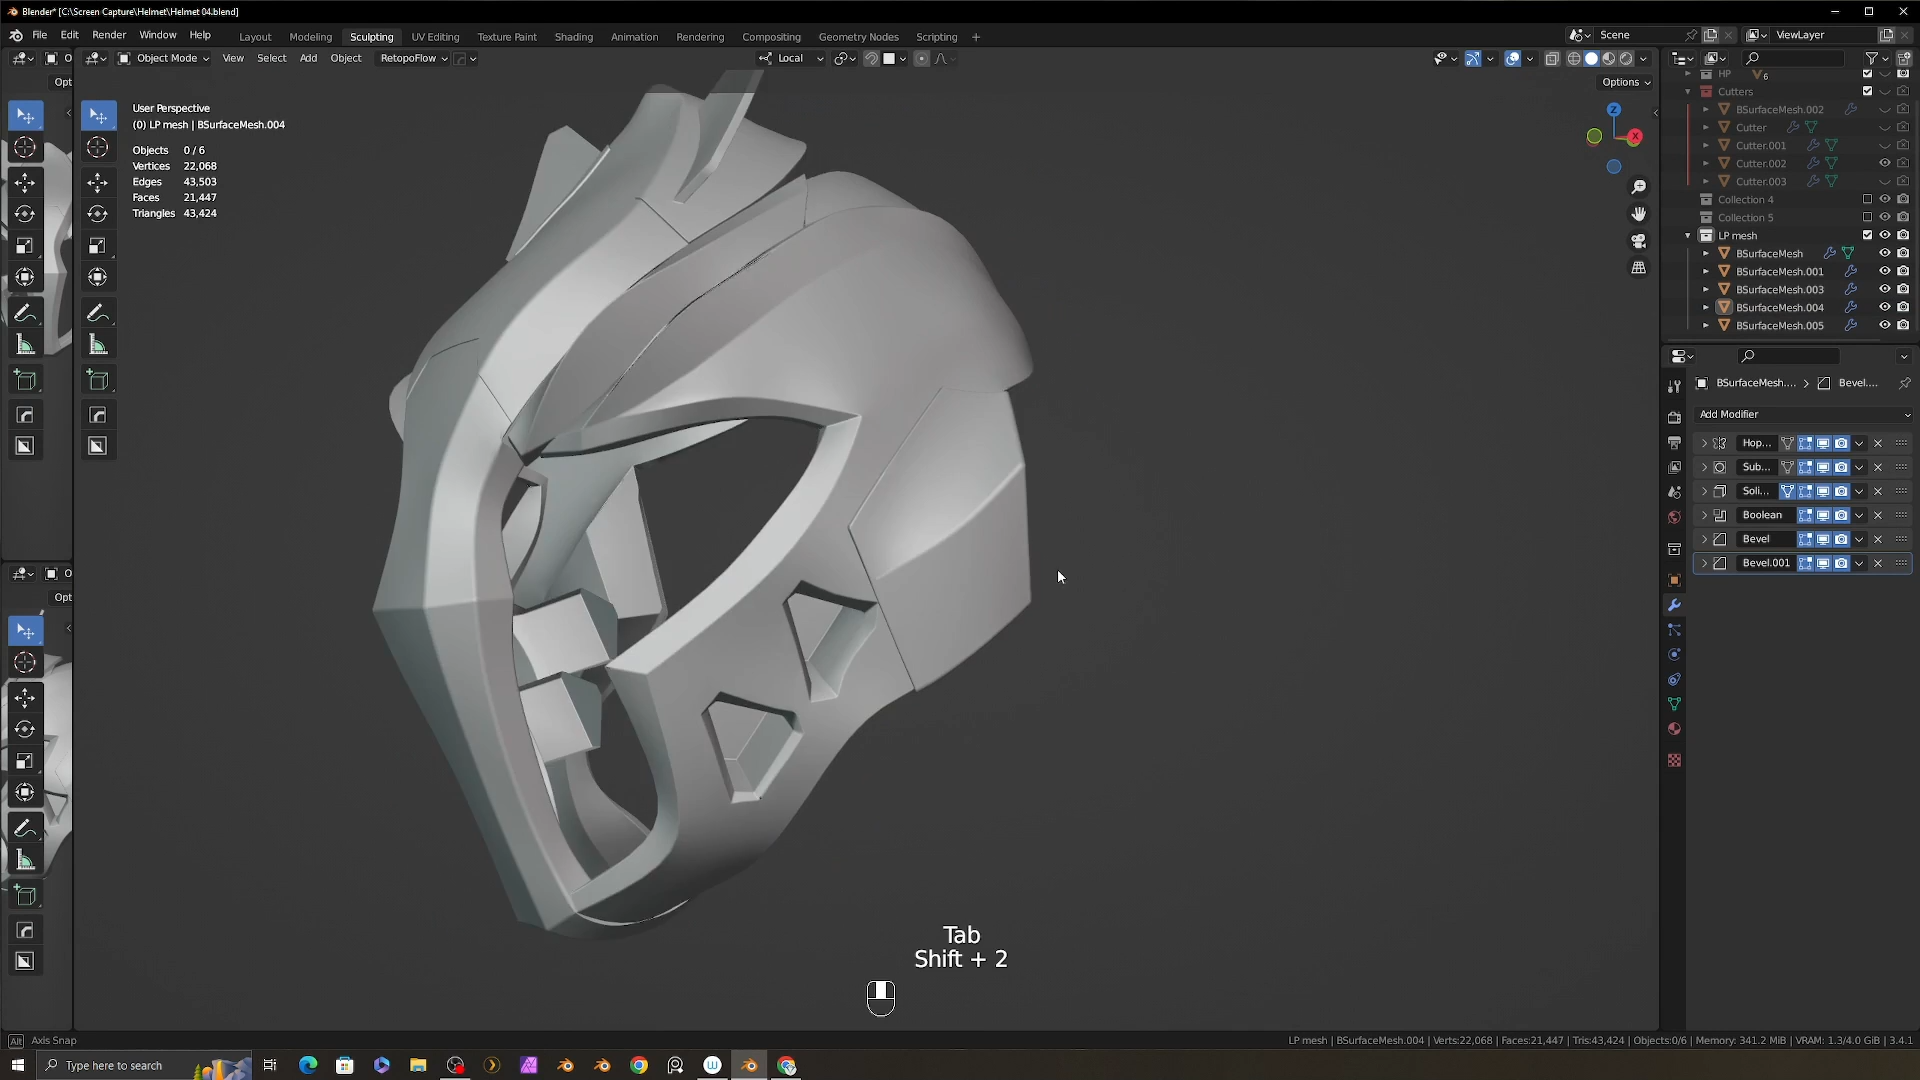 Blender* [C:\Screen Capture\Helmet\Helmet 04.blend]
File Edit Render Window Help
Layout Modeling Sculpting UV Editing Texture Paint Shading Animation Rendering Compositing Geometry Nodes Scripting +
Scene
ViewLayer
Object Mode View Select Add Object RetopoFlow
Local
Opt
Options
User Perspective
(0) LP mesh | BSurfaceMesh.004
Objects 0 / 6
Vertices 22,068
Edges 43,503
Faces 21,447
Triangles 43,424
Z
X
HP 6
Cutters
BSurfaceMesh.002
Cutter
Cutter.001
Cutter.002
Cutter.003
Collection 4
Collection 5
LP mesh
BSurfaceMesh
BSurfaceMesh.001
BSurfaceMesh.003
BSurfaceMesh.004
BSurfaceMesh.005
BSurfaceMesh.... > Bevel....
Add Modifier
Hop...
Sub...
Soli...
Boolean
Bevel
Bevel.001
Opt
Tab
Shift + 2
Alt Axis Snap
LP mesh | BSurfaceMesh.004 | Verts:22,068 | Faces:21,447 | Tris:43,424 | Objects:0/6 | Memory: 341.2 MiB | VRAM: 1.3/4.0 GiB | 3.4.1
Type here to search